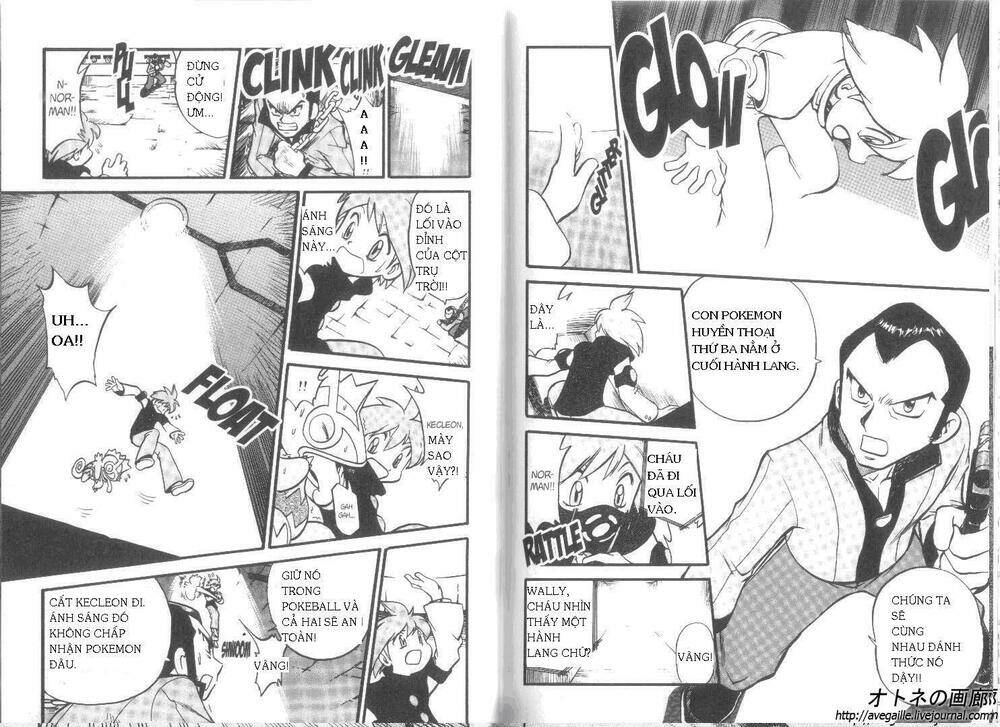 GLOW
GLOW
GLITTER
CON POKEMON
HUYỀN THOẠI
THỨ BA NẰM Ở
CUỐI HÀNH LANG.
ĐÂY
LÀ...
CHÁU
ĐÃ ĐI
QUA LỐI
VÀO.
NOR-
MAN!!
RATTLE
WALLY,
CHÁU NHÌN
THẤY MỘT
HÀNH
LANG CHỨ?
VÂNG!
CHÚNG TA
SẼ
CÙNG
NHAU ĐÁNH
THỨC NÓ
DẬY!!
GLEAM
CLINK
CLINK
A
A
A
A
!!
ĐỪNG
CỬ
ĐỘNG!
ƯM...
PULL
N-
NOR-
MAN!!
ĐÓ LÀ
LỐI VÀO
ĐỈNH
CỦA CỘT
TRỤ
TRỜI!!
ÁNH
SÁNG
NÀY...
KECLEON,
MÀY
SAO
VẬY?!
!!
GAH
GAH...
UH...
OA!!
FLOAT
GIỮ NÓ
TRONG
POKEBALL VÀ
CẢ HAI SẼ AN
TOÀN!
CẤT KECLEON ĐI.
ÁNH SÁNG ĐÓ
KHÔNG CHẤP
NHẬN POKEMON
ĐÂU.
SHWOOM
VÂNG!
オトネの画廊
http://avegaille.livejournal.com/